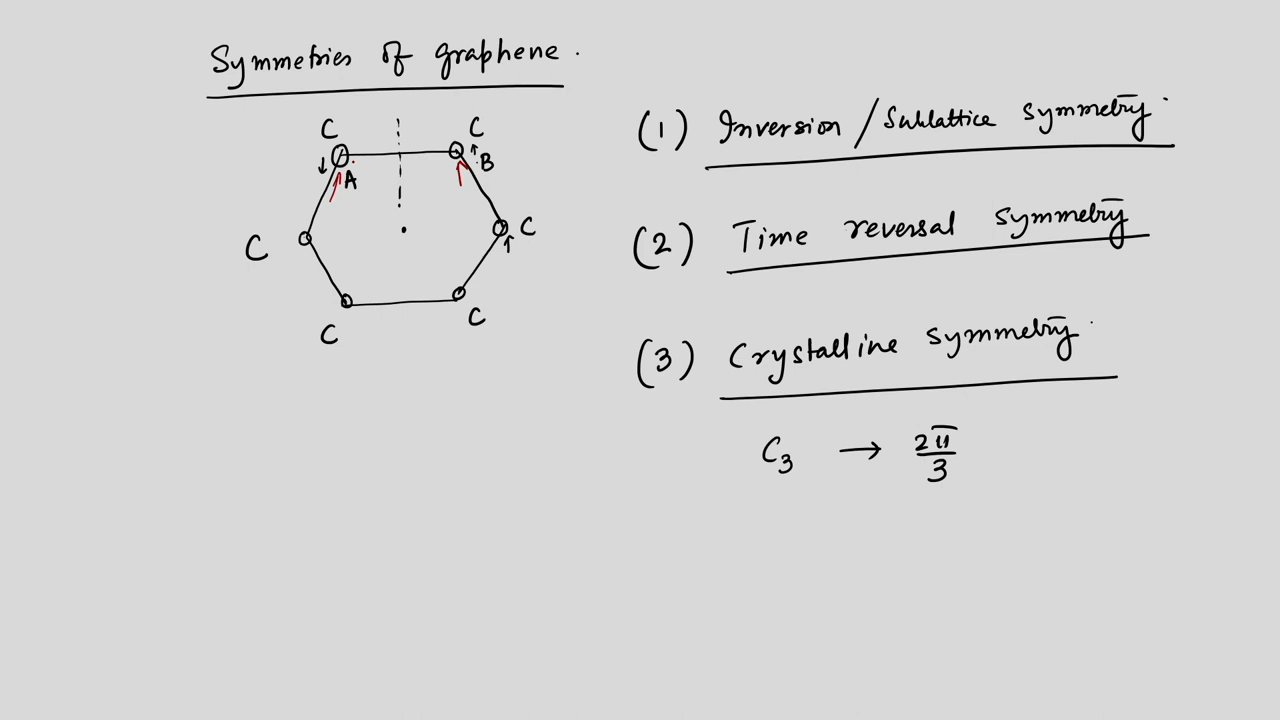 Symmetries of graphene.
C C
A B
C C
C C
(1) Inversion / Sublattice symmetry.
(2) Time reversal symmetry
(3) Crystalline symmetry.
C₃ → 2π/3